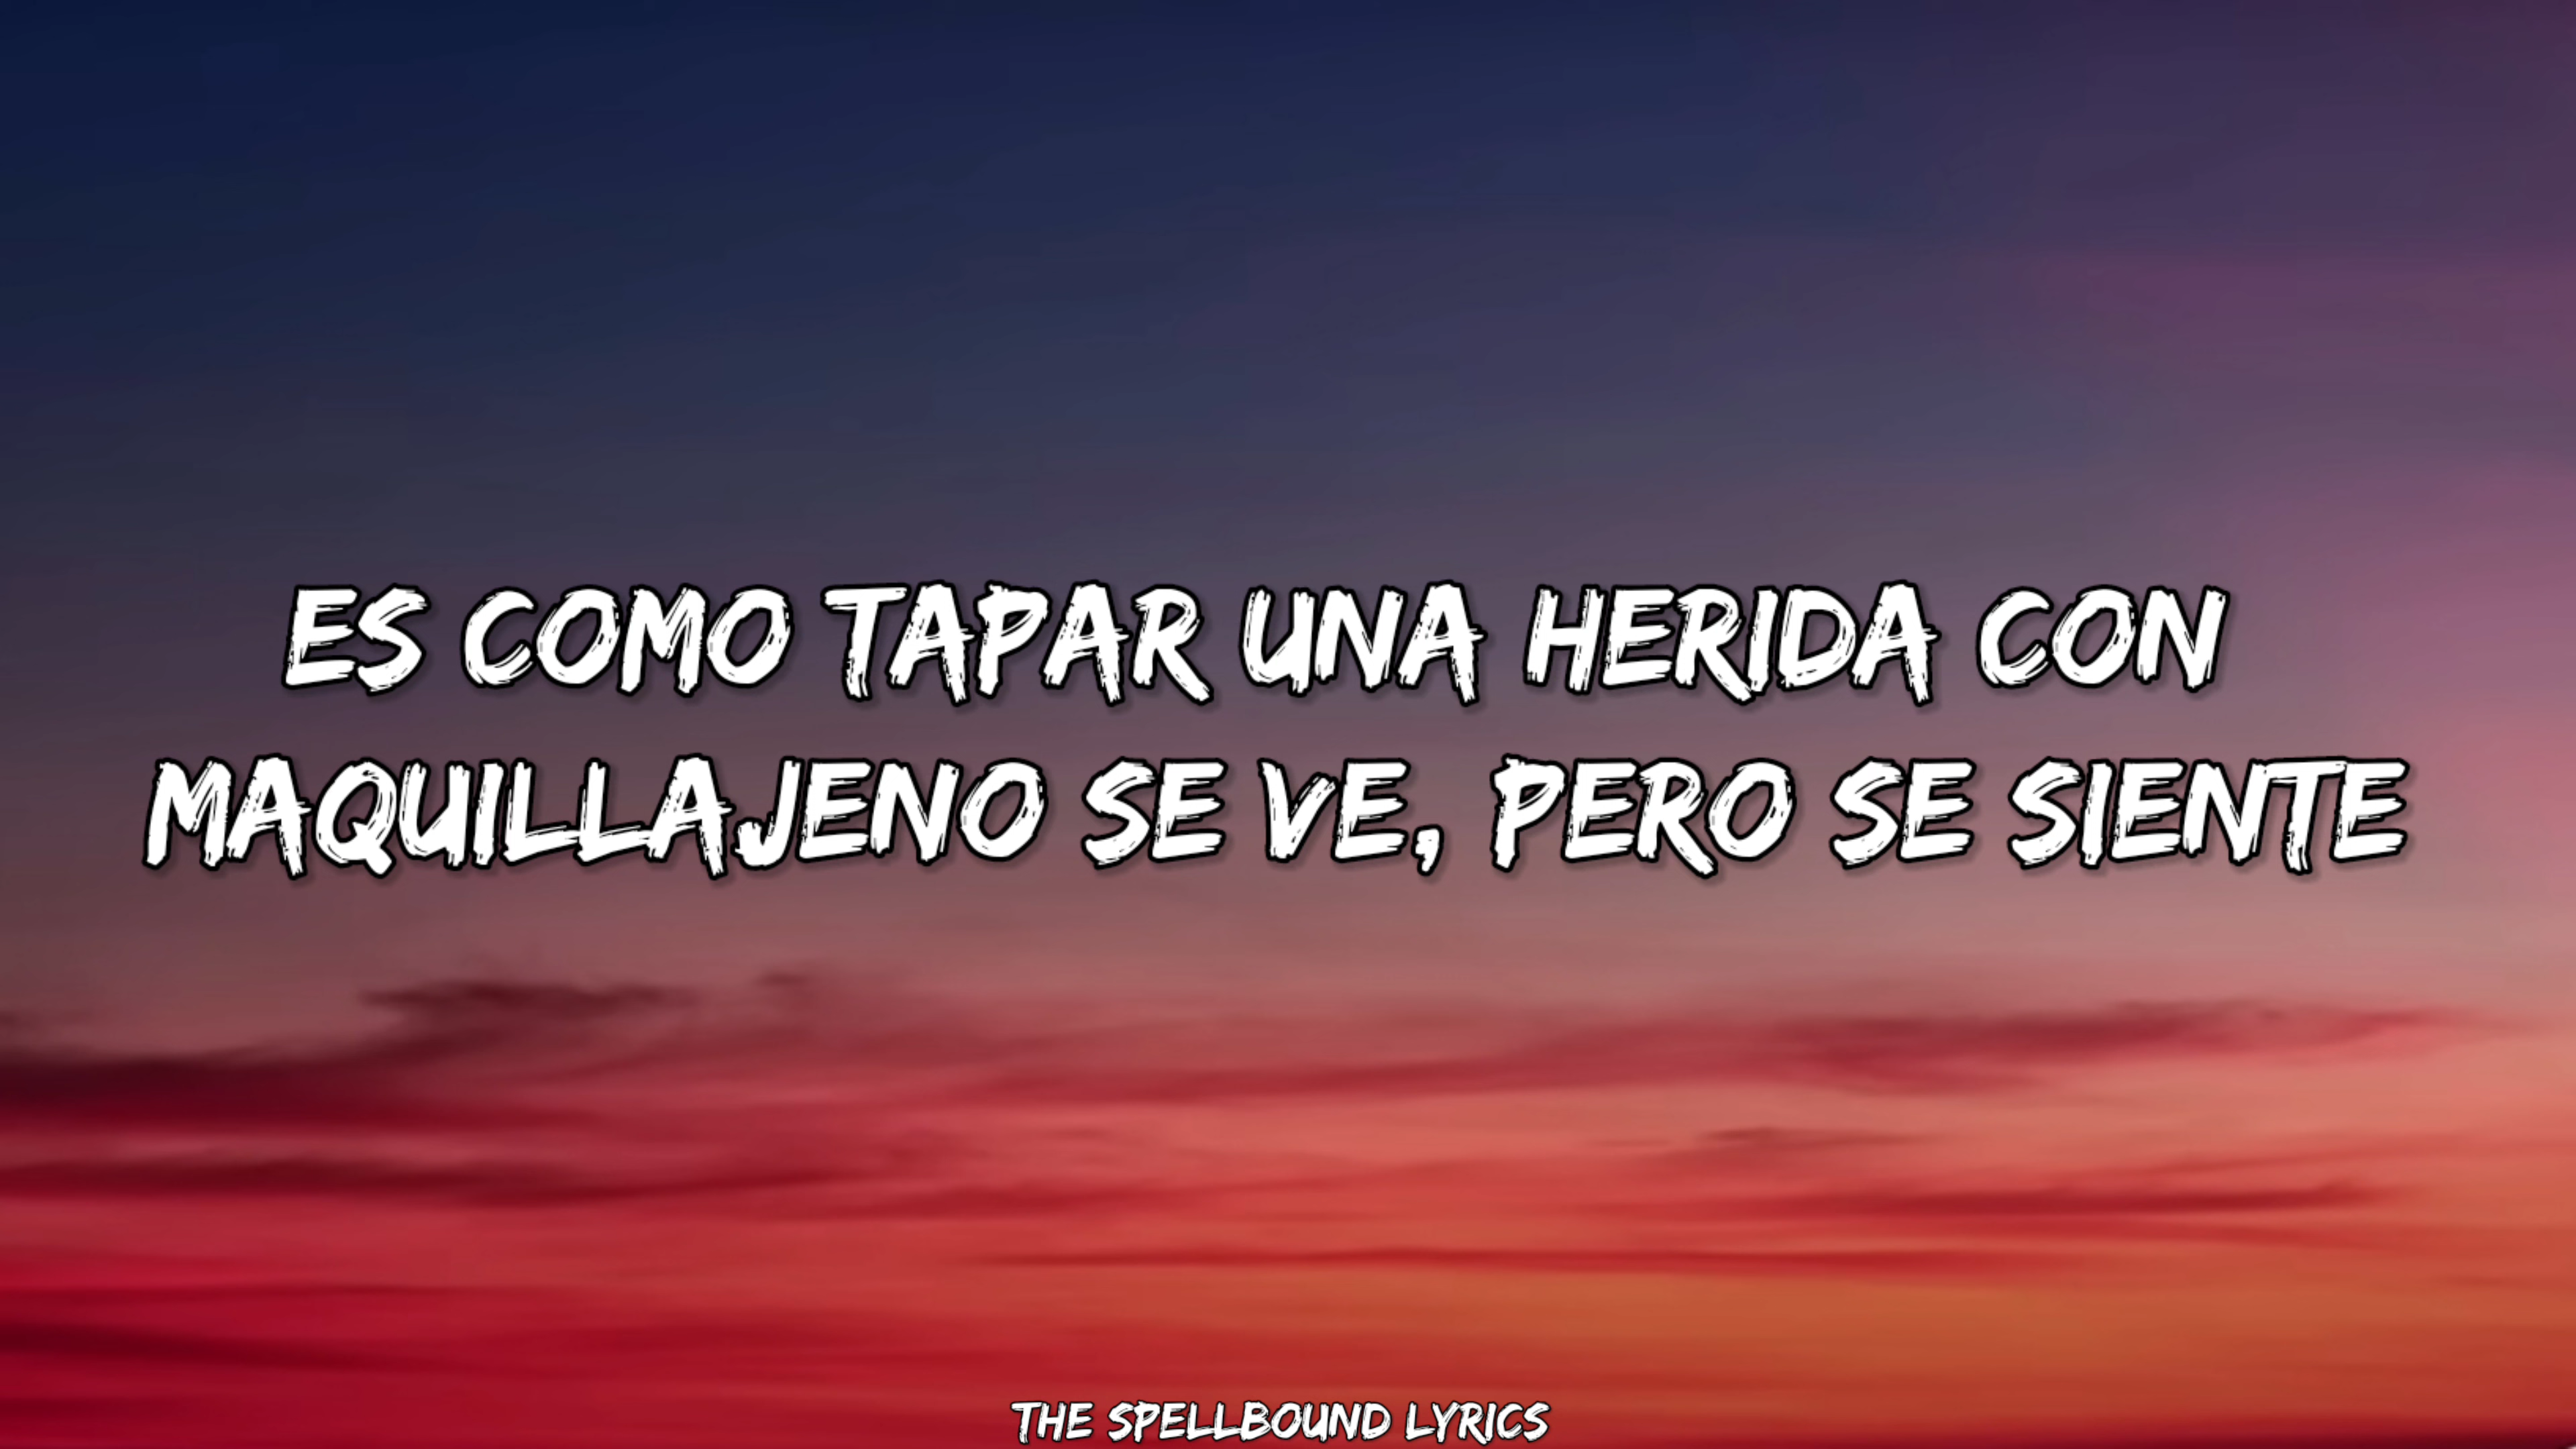 ES COMO TAPAR UNA HERIDA CON
MAQUILLAJENO SE VE, PERO SE SIENTE
THE SPELLBOUND LYRICS